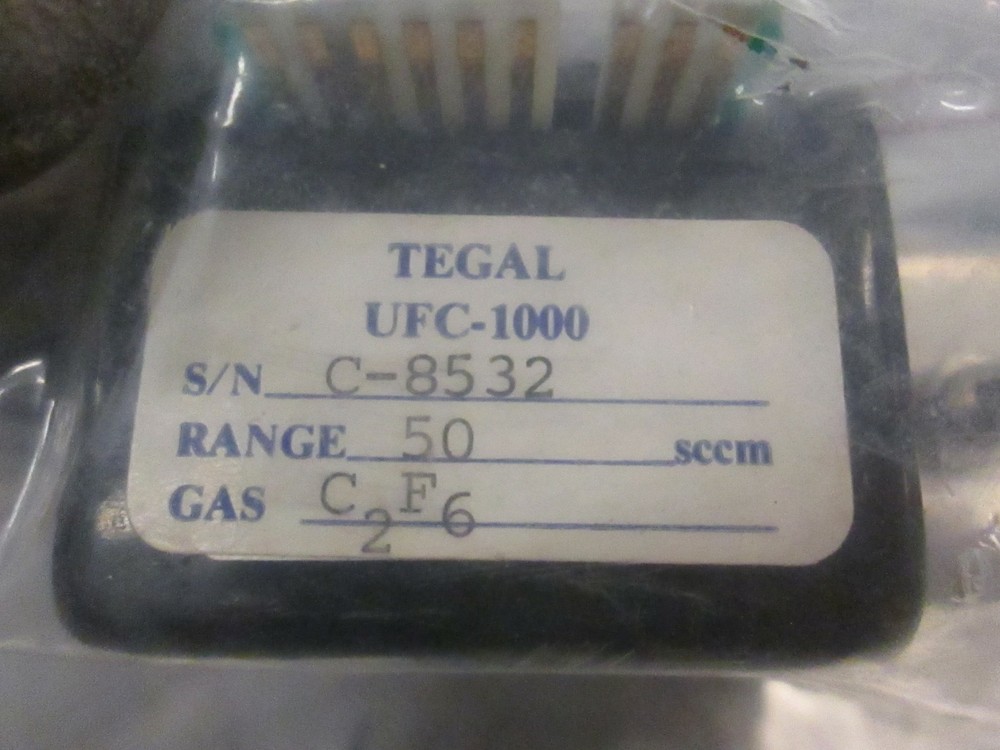 TEGAL
UFC-1000
S/N C-8532
RANGE 50 sccm
GAS C2F6